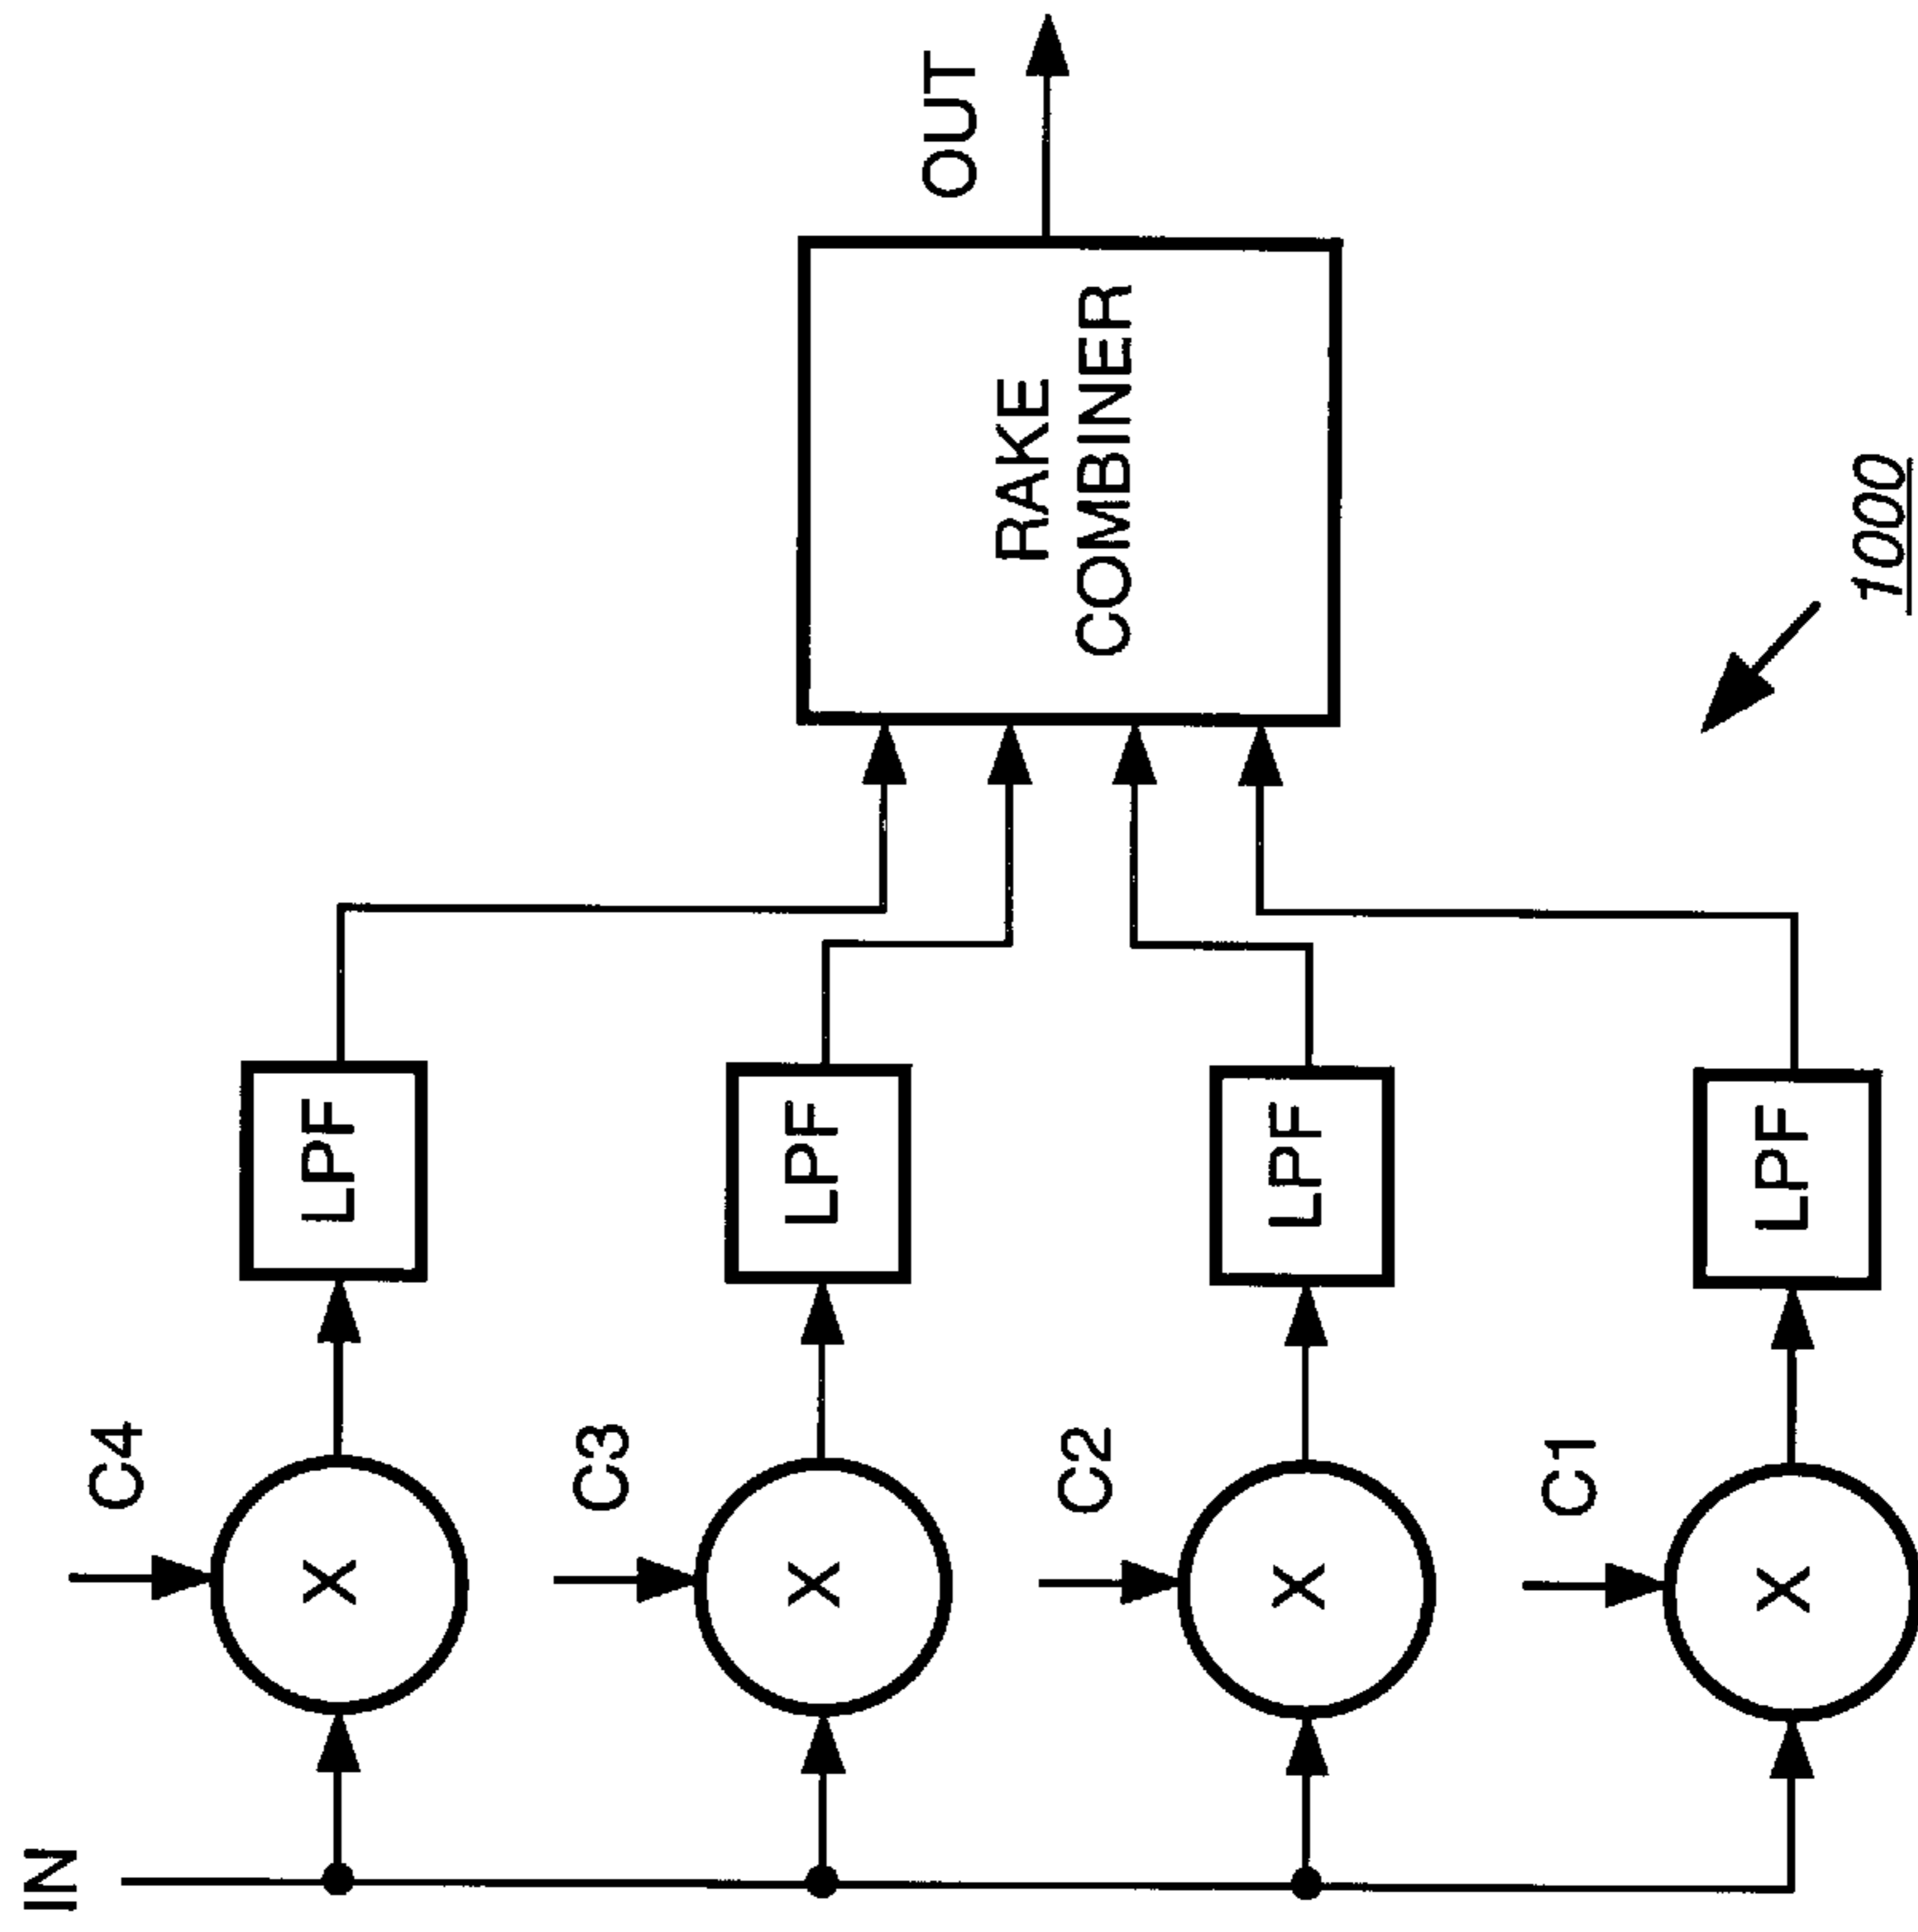 IN
C4
X
LPF
C3
X
LPF
C2
X
LPF
C1
X
LPF
RAKE
COMBINER
OUT
1000